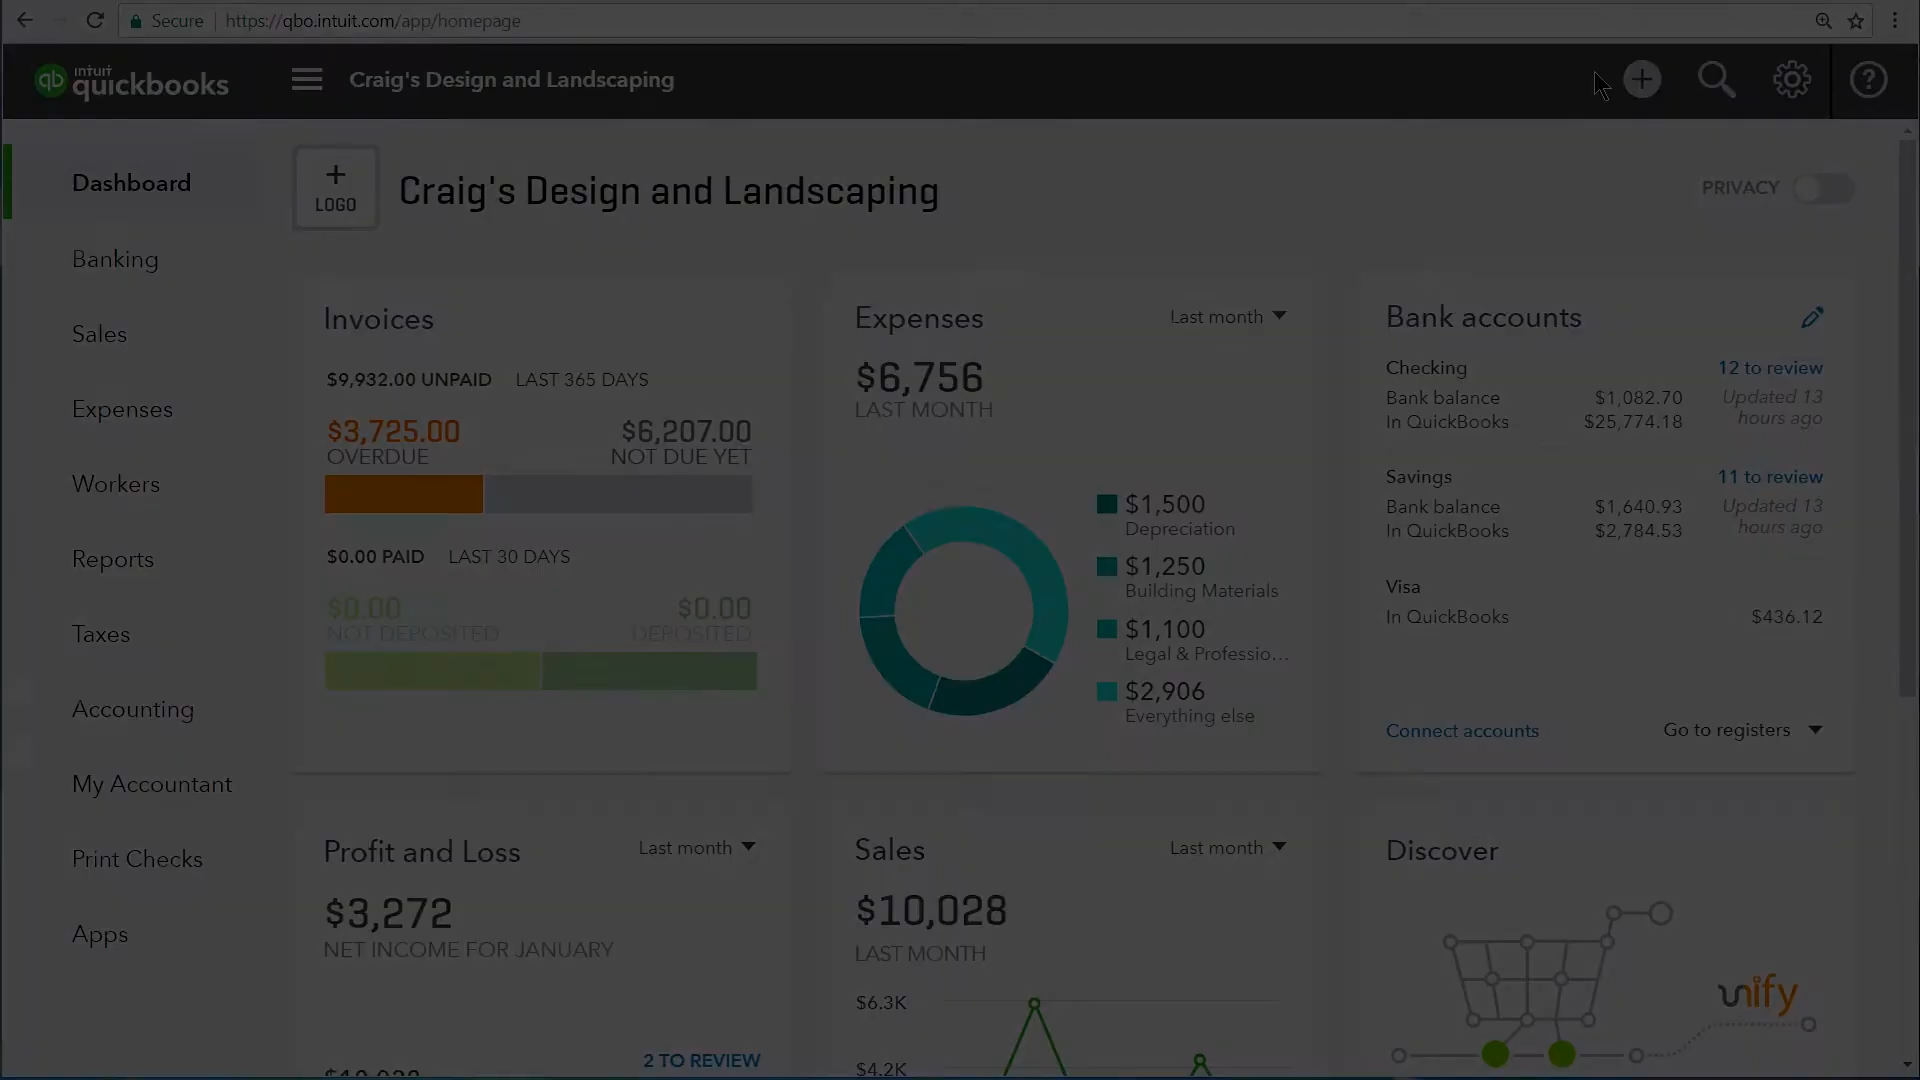 Secure https://qbo.intuit.com/app/homepage
intuit
qb quickbooks
Craig's Design and Landscaping
Dashboard
Banking
Sales
Expenses
Workers
Reports
Taxes
Accounting
My Accountant
Print Checks
Apps
+
LOGO
Craig's Design and Landscaping
PRIVACY
Invoices
$9,932.00 UNPAID LAST 365 DAYS
$3,725.00 $6,207.00
OVERDUE NOT DUE YET
$0.00 PAID LAST 30 DAYS
$0.00 $0.00
NOT DEPOSITED DEPOSITED
Expenses Last month
$6,756
LAST MONTH
$1,500
Depreciation
$1,250
Building Materials
$1,100
Legal & Professio...
$2,906
Everything else
Bank accounts
Checking 12 to review
Bank balance $1,082.70 Updated 13
In QuickBooks $25,774.18 hours ago
Savings 11 to review
Bank balance $1,640.93 Updated 13
In QuickBooks $2,784.53 hours ago
Visa
In QuickBooks $436.12
Connect accounts Go to registers
Profit and Loss Last month
$3,272
NET INCOME FOR JANUARY
2 TO REVIEW
Sales Last month
$10,028
LAST MONTH
$6.3K
$4.2K
Discover
unify